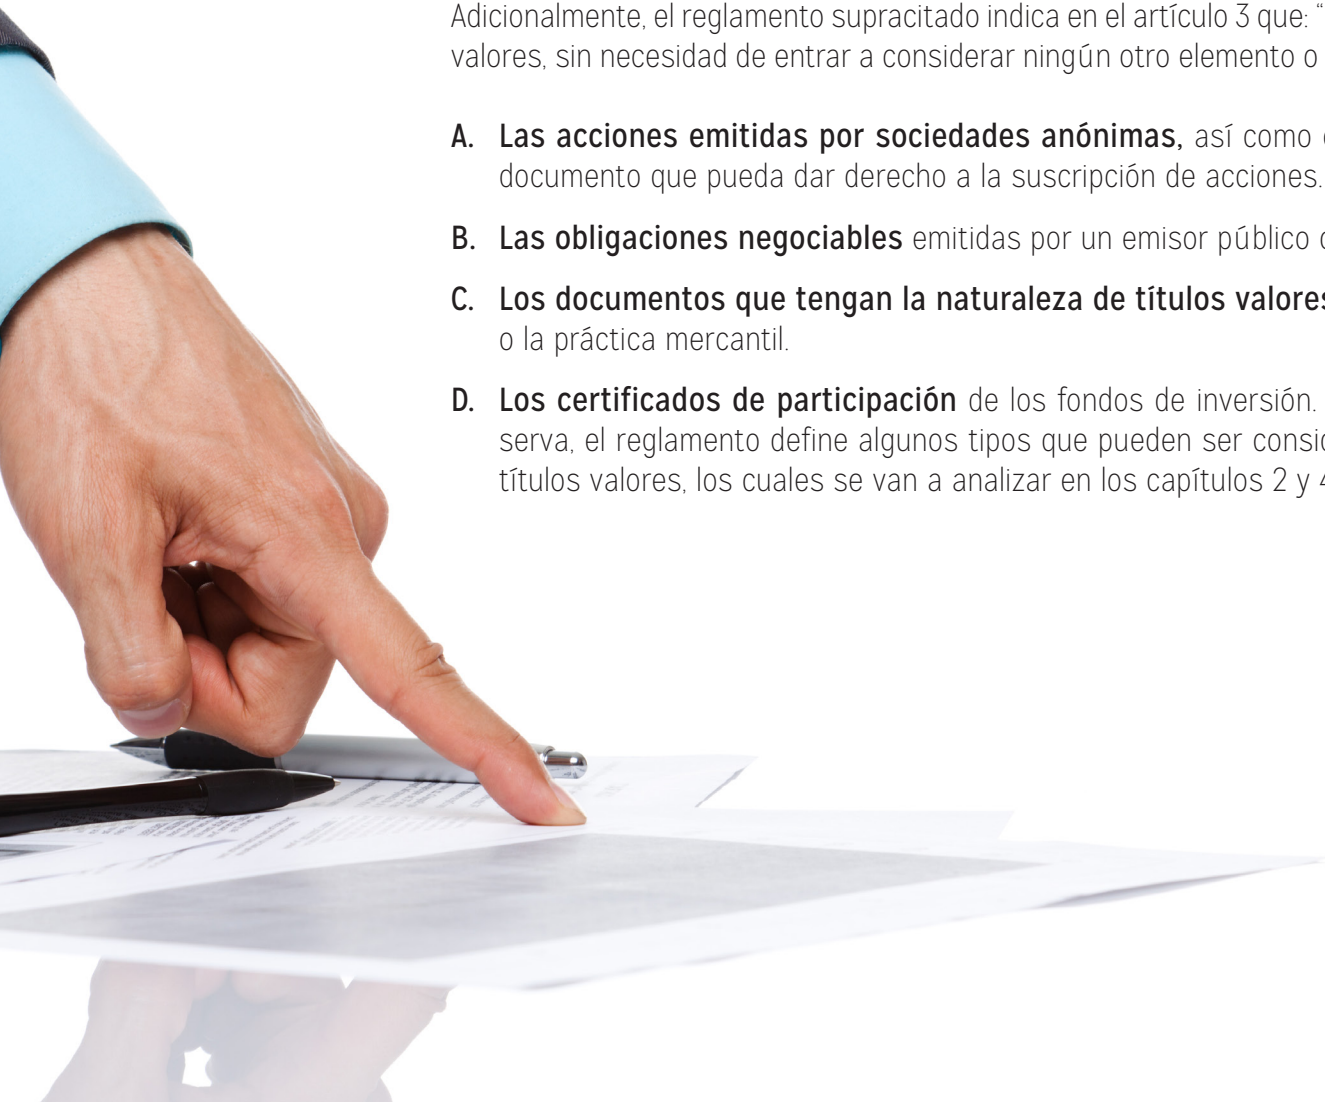 Adicionalmente, el reglamento supracitado indica en el artículo 3 que: “
valores, sin necesidad de entrar a considerar ningún otro elemento o
A. Las acciones emitidas por sociedades anónimas, así como
documento que pueda dar derecho a la suscripción de acciones.
B. Las obligaciones negociables emitidas por un emisor público
C. Los documentos que tengan la naturaleza de títulos valores
o la práctica mercantil.
D. Los certificados de participación de los fondos de inversión.
serva, el reglamento define algunos tipos que pueden ser
títulos valores, los cuales se van a analizar en los capítulos 2 y